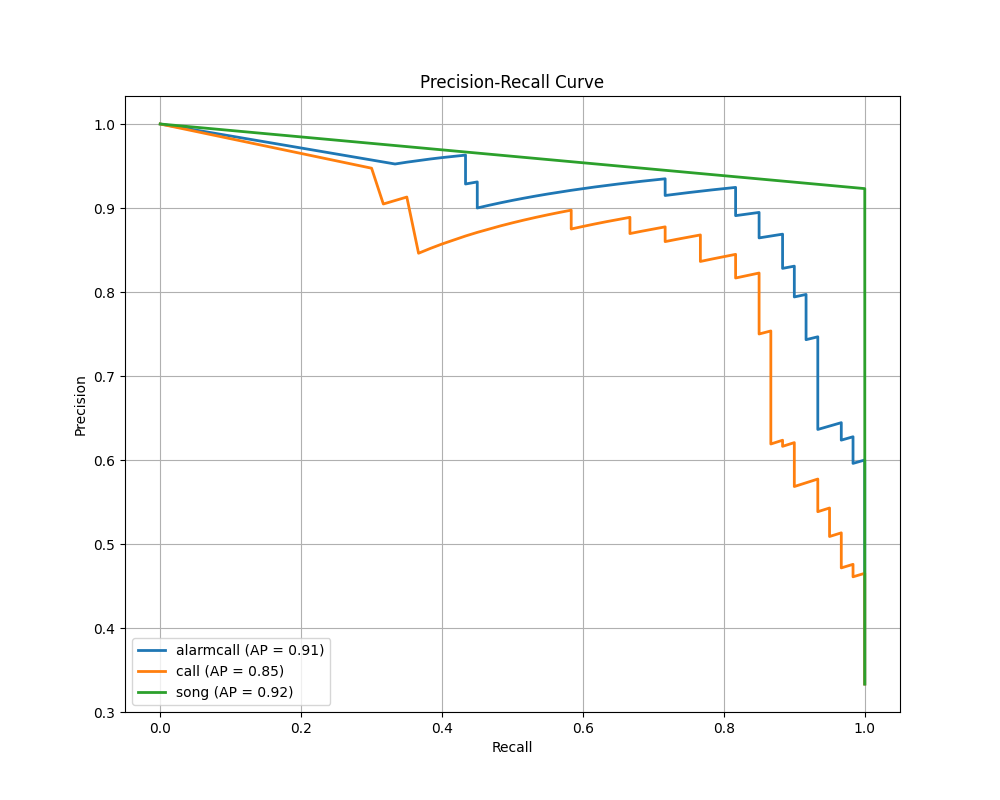 Precision-Recall Curve
1.0
0.9
0.8
0.7
0.6
0.5
0.4
0.3
Precision
alarmcall (AP = 0.91)
call (AP = 0.85)
song (AP = 0.92)
0.0 0.2 0.4 0.6 0.8 1.0
Recall